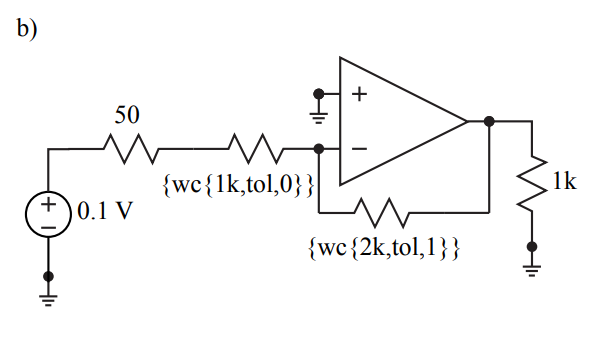 b)
50
+
{wc{1k,tol,0}}
−
1k
+
−
0.1 V
{wc{2k,tol,1}}